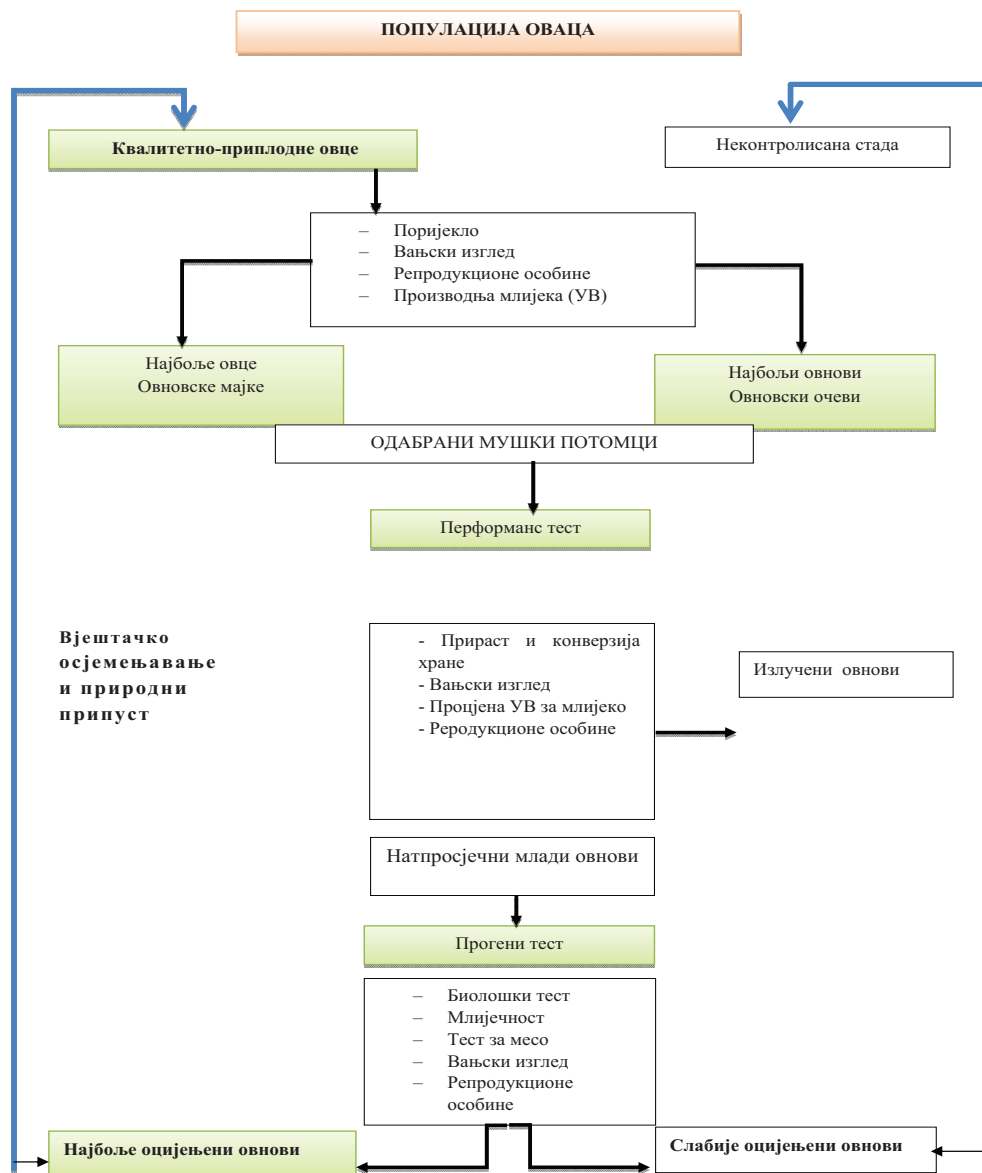 ПОПУЛАЦИЈА ОВАЦА
Квалитетно-приплодне овце
Неконтролисана стада
– Поријекло
– Вањски изглед
– Репродукционе особине
– Производња млијека (УВ)
Најбоље овце
Овновске мајке
Најбољи овнови
Овновски очеви
ОДАБРАНИ МУШКИ ПОТОМЦИ
Перформанс тест
Вјештачко
осјемењавање
и природни
припуст
- Прираст и конверзија
хране
- Вањски изглед
- Процјена УВ за млијеко
- Реродукционе особине
Излучени овнови
Натпросјечни млади овнови
Прогени тест
– Биолошки тест
– Млијечност
– Тест за месо
– Вањски изглед
– Репродукционе
особине
Најбоље оцијењени овнови
Слабије оцијењени овнови